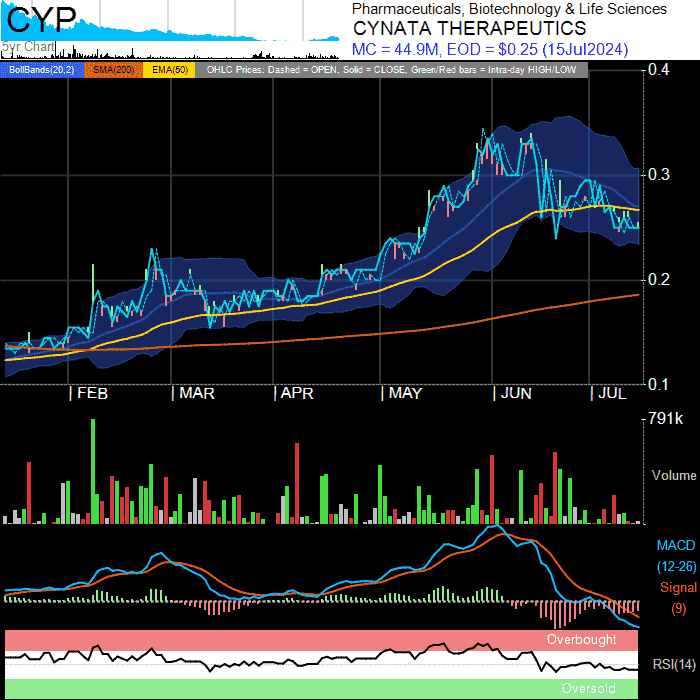 CYP
Pharmaceuticals, Biotechnology & Life Sciences
CYNATA THERAPEUTICS
MC = 44.9M, EOD = $0.25 (15Jul2024)
5yr Chart
BollBands(20,2) SMA(200) EMA(50) OHLC Prices: Dashed = OPEN, Solid = CLOSE, Green/Red bars = Intra-day HIGH/LOW
0.4
0.3
0.2
0.1
FEB MAR APR MAY JUN JUL
791k
Volume
MACD
(12-26)
Signal
(9)
Overbought
RSI(14)
Oversold